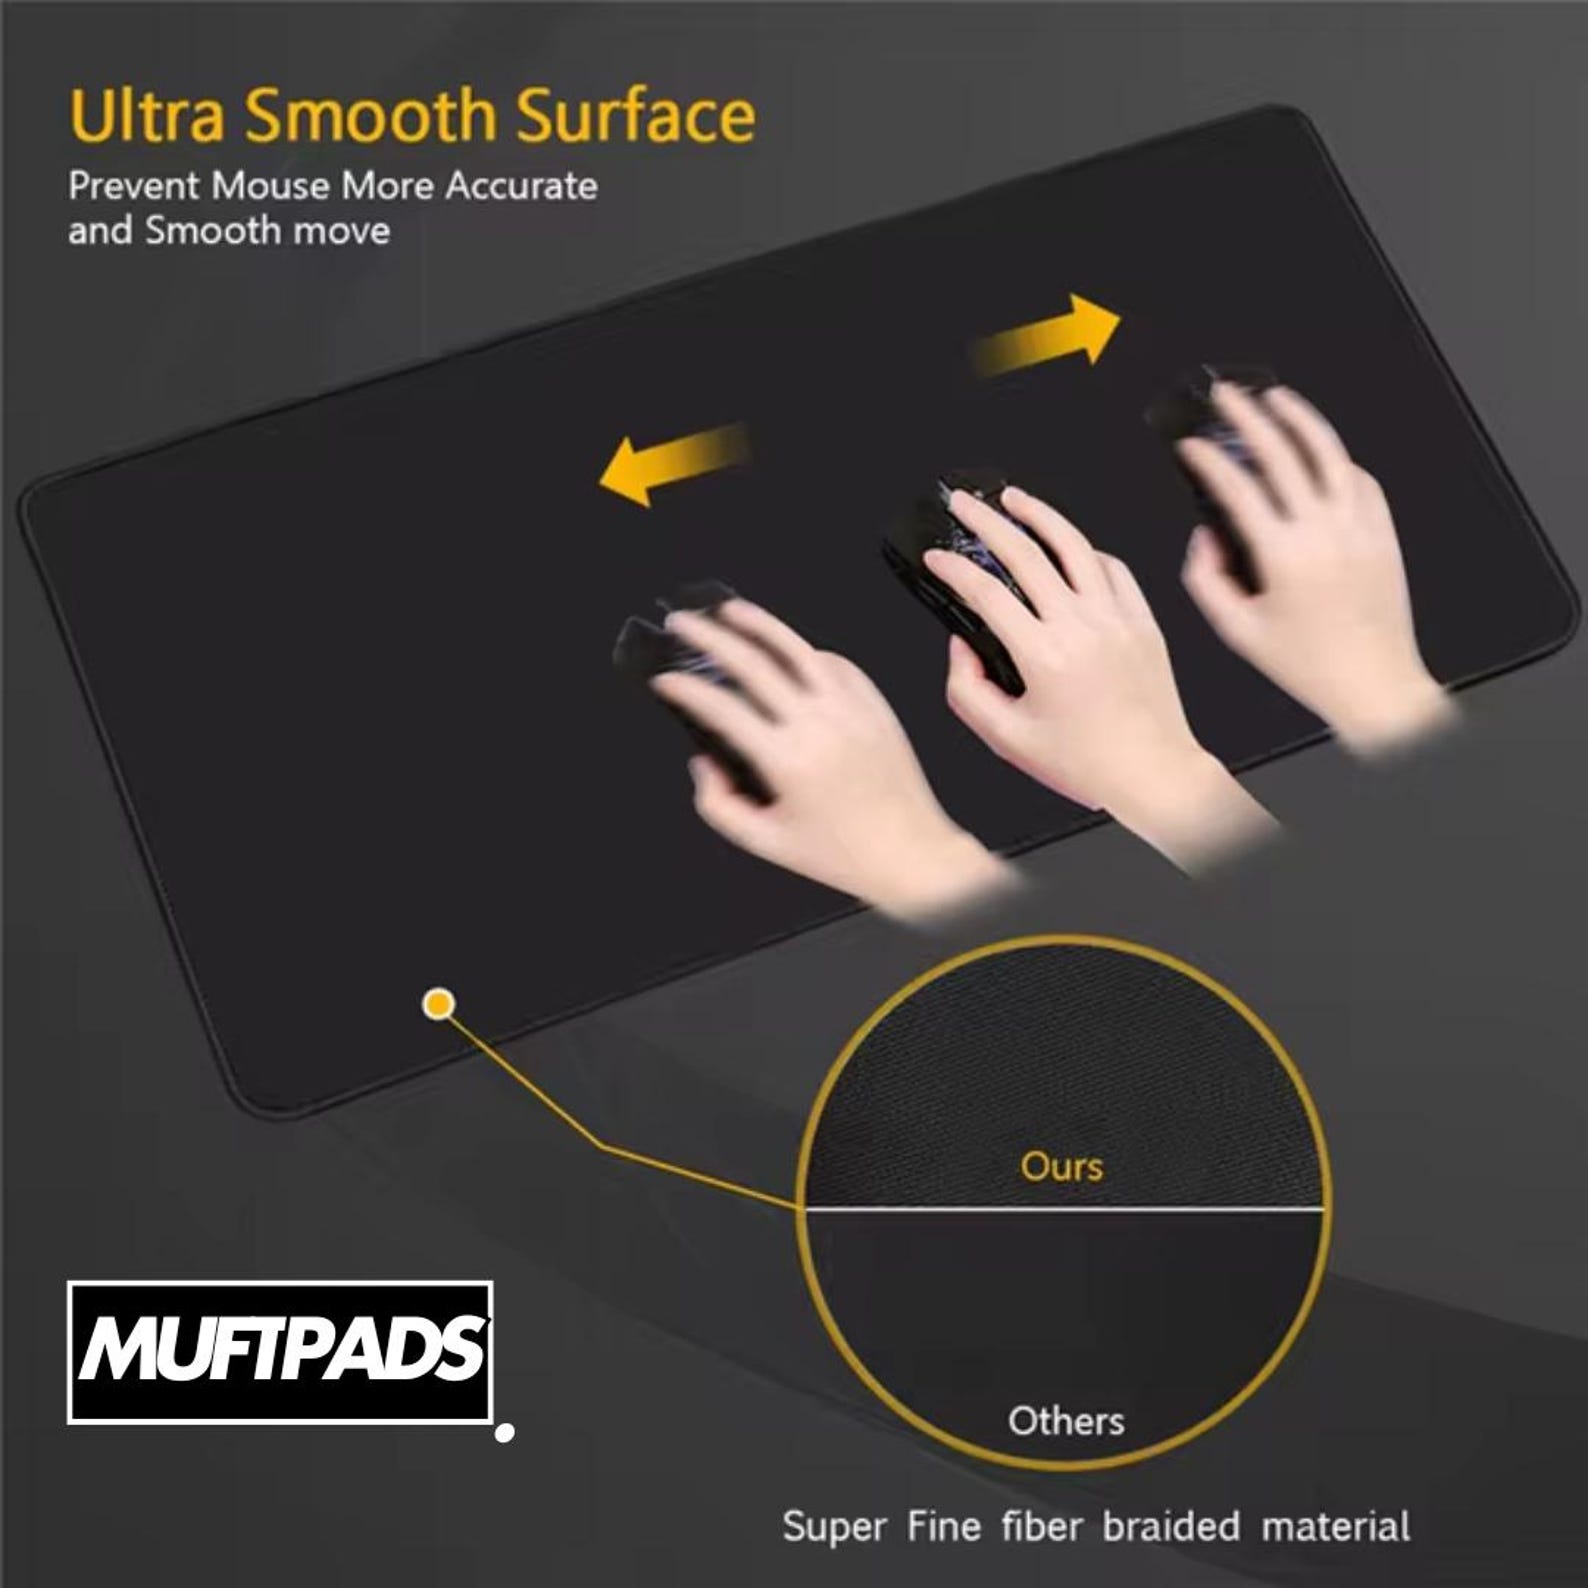 Ultra Smooth Surface
Prevent Mouse More Accurate
and Smooth move
Ours
Others
MUFTPADS
Super Fine fiber braided material